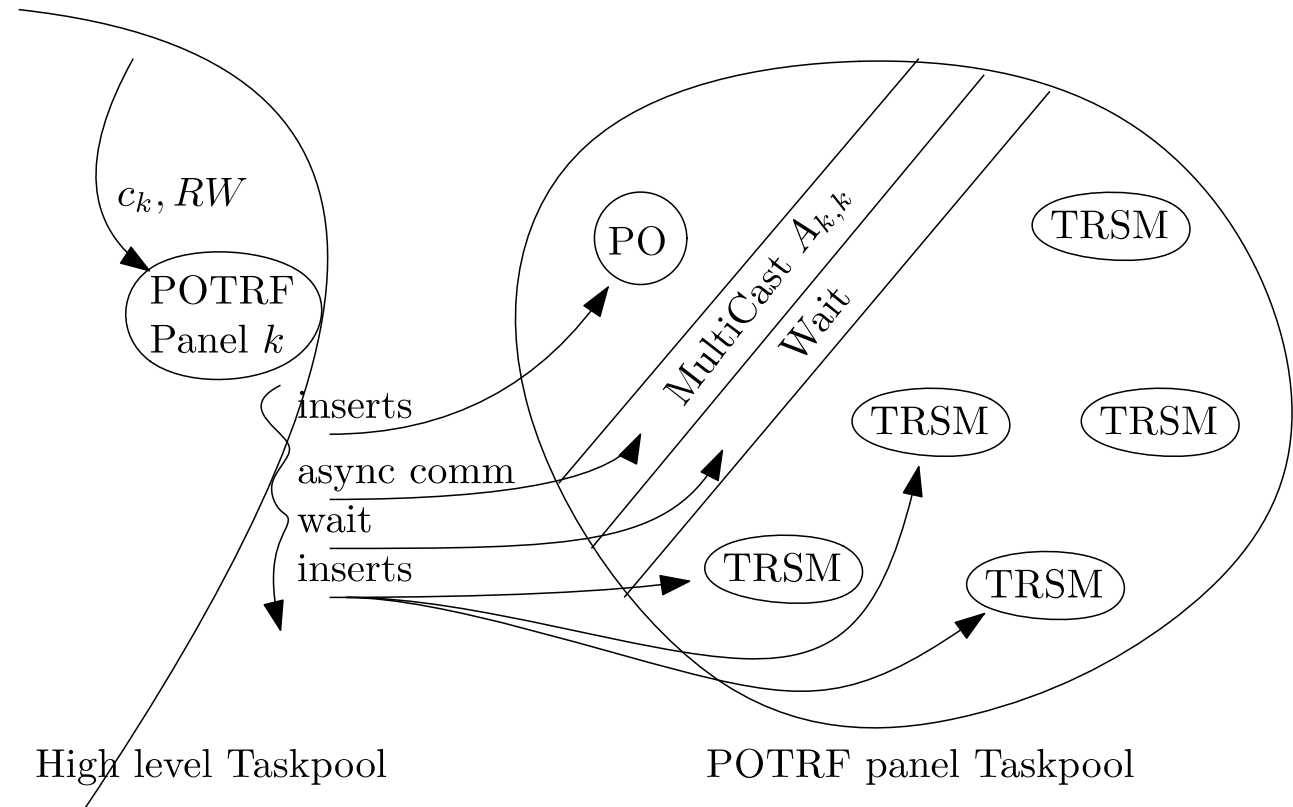 c_k, RW
POTRF
Panel k
inserts
async comm
wait
inserts
PO
MultiCast A_{k,k}
Wait
TRSM
TRSM
TRSM
TRSM
TRSM
High level Taskpool
POTRF panel Taskpool